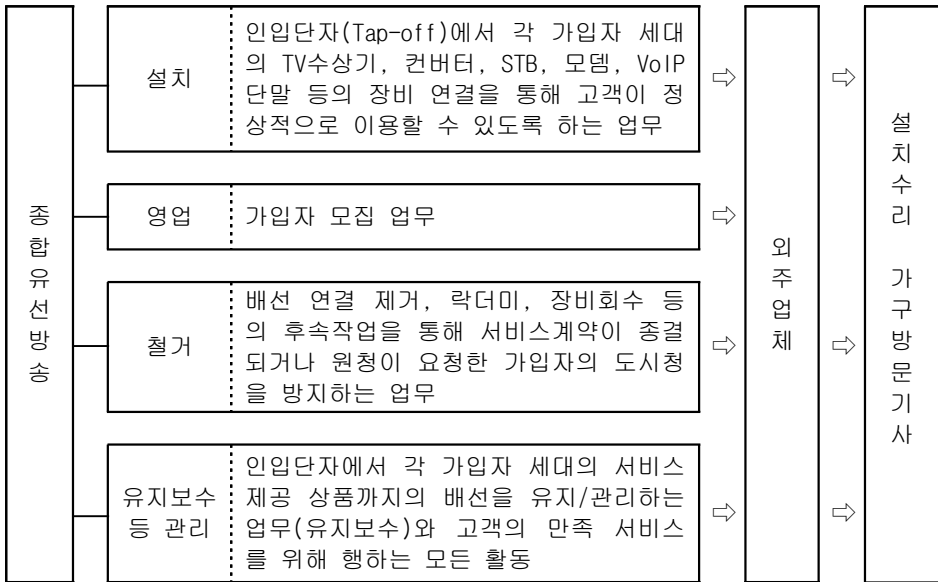 종합유선방송
설치
인입단자(Tap-off)에서 각 가입자 세대
의 TV수상기, 컨버터, STB, 모뎀, VoIP
단말 등의 장비 연결을 통해 고객이 정
상적으로 이용할 수 있도록 하는 업무
영업
가입자 모집 업무
철거
배선 연결 제거, 락더미, 장비회수 등
의 후속작업을 통해 서비스계약이 종결
되거나 원청이 요청한 가입자의 도시청
을 방지하는 업무
유지보수
등 관리
인입단자에서 각 가입자 세대의 서비스
제공 상품까지의 배선을 유지/관리하는
업무(유지보수)와 고객의 만족 서비스
를 위해 행하는 모든 활동
외주업체
설치수리 가구방문기사